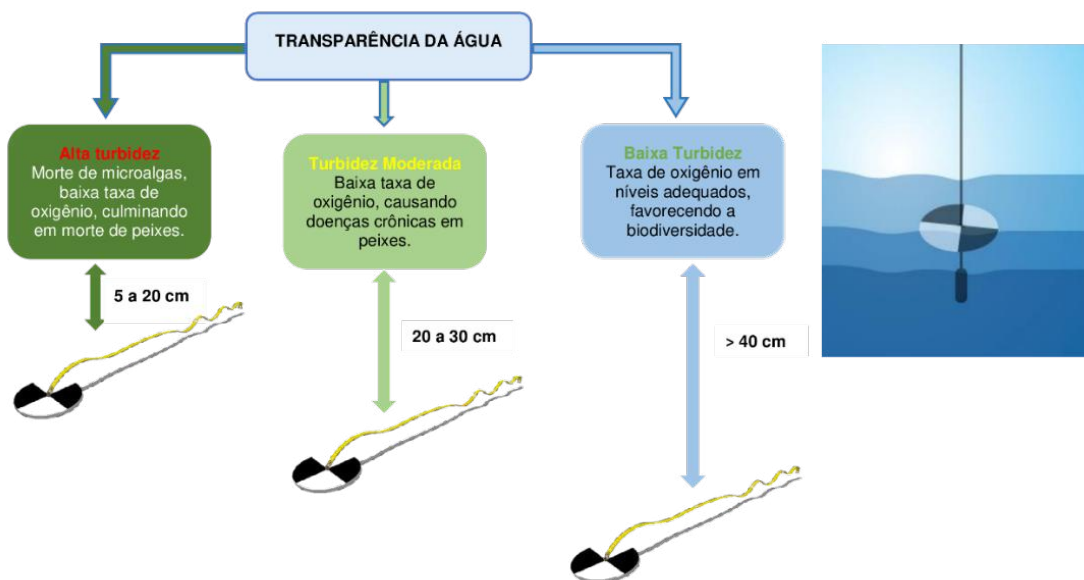 TRANSPARÊNCIA DA ÁGUA
Alta turbidez
Morte de microalgas,
baixa taxa de
oxigênio, culminando
em morte de peixes.
5 a 20 cm
Turbidez Moderada
Baixa taxa de
oxigênio, causando
doenças crônicas em
peixes.
20 a 30 cm
Baixa Turbidez
Taxa de oxigênio em
níveis adequados,
favorecendo a
biodiversidade.
> 40 cm